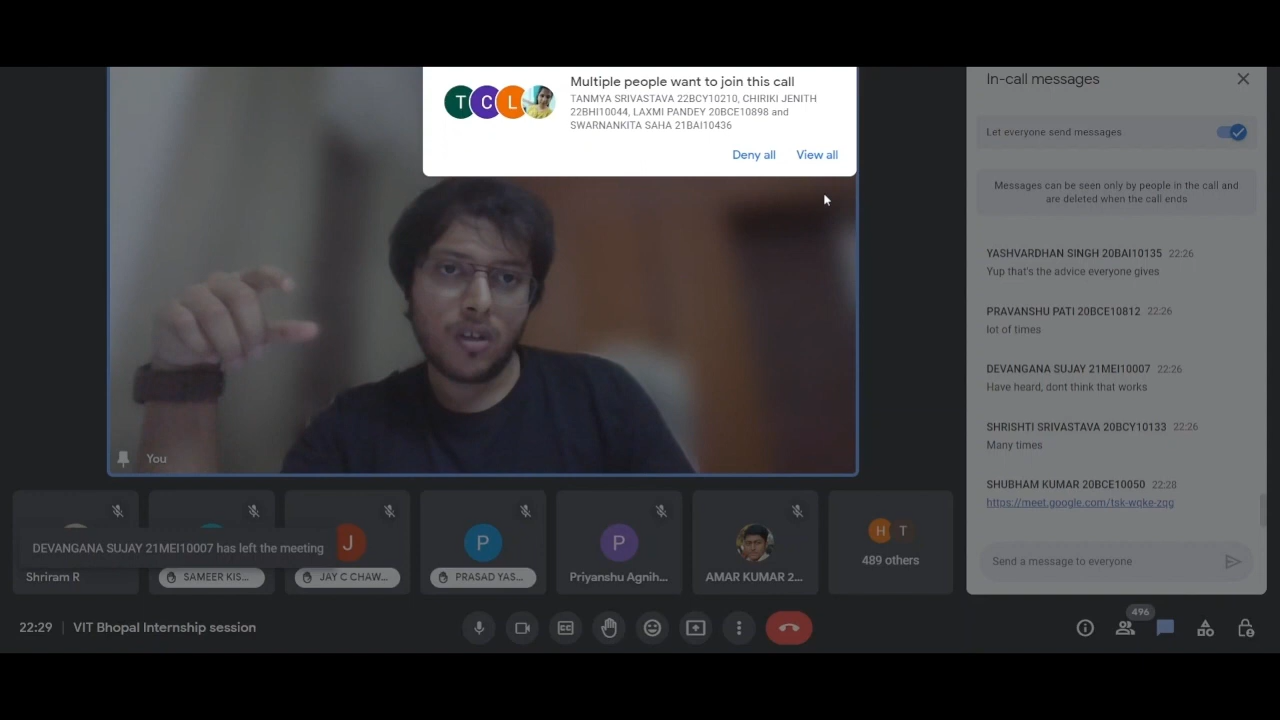 Multiple people want to join this call
TANMYA SRIVASTAVA 22BCY10210, CHIRIKI JENITH
22BHI10044, LAXMI PANDEY 20BCE10898 and
SWARNANKITA SAHA 21BAI10436
T C L
Deny all View all
You
In-call messages
Let everyone send messages
Messages can be seen only by people in the call and
are deleted when the call ends
YASHVARDHAN SINGH 20BAI10135 22:26
Yup that's the advice everyone gives
PRAVANSHU PATI 20BCE10812 22:26
lot of times
DEVANGANA SUJAY 21MEI10007 22:26
Have heard, dont think that works
SHRISHTI SRIVASTAVA 20BCY10133 22:26
Many times
SHUBHAM KUMAR 20BCE10050 22:28
https://meet.google.com/tsk-wqke-zqg
Send a message to everyone
DEVANGANA SUJAY 21MEI10007 has left the meeting
J P P H T
489 others
Shriram R SAMEER KIS... JAY C CHAW... PRASAD YAS... Priyanshu Agnih... AMAR KUMAR 2...
22:29 | VIT Bhopal Internship session
CC
496